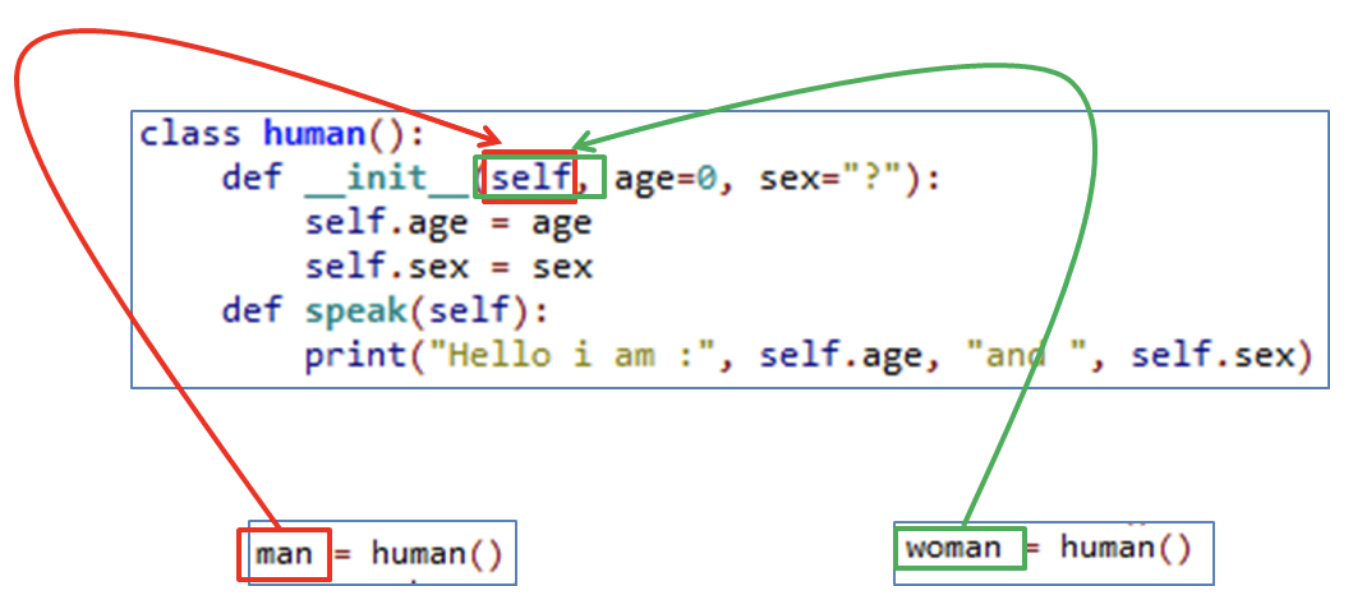 class human():
    def __init__(self, age=0, sex="?"):
        self.age = age
        self.sex = sex
    def speak(self):
        print("Hello i am :", self.age, "and ", self.sex)
man = human()
woman = human()